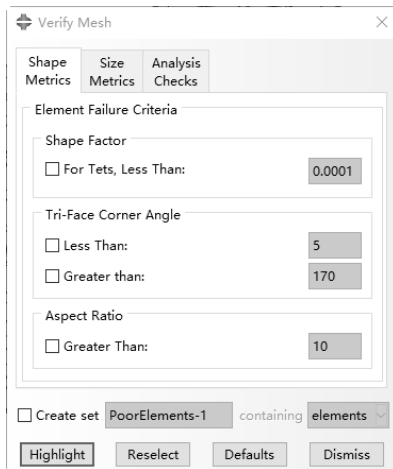 Verify Mesh
Shape Metrics
Size Metrics
Analysis Checks
Element Failure Criteria
Shape Factor
For Tets, Less Than: 0.0001
Tri-Face Corner Angle
Less Than: 5
Greater than: 170
Aspect Ratio
Greater Than: 10
Create set PoorElements-1 containing elements
Highlight Reselect Defaults Dismiss